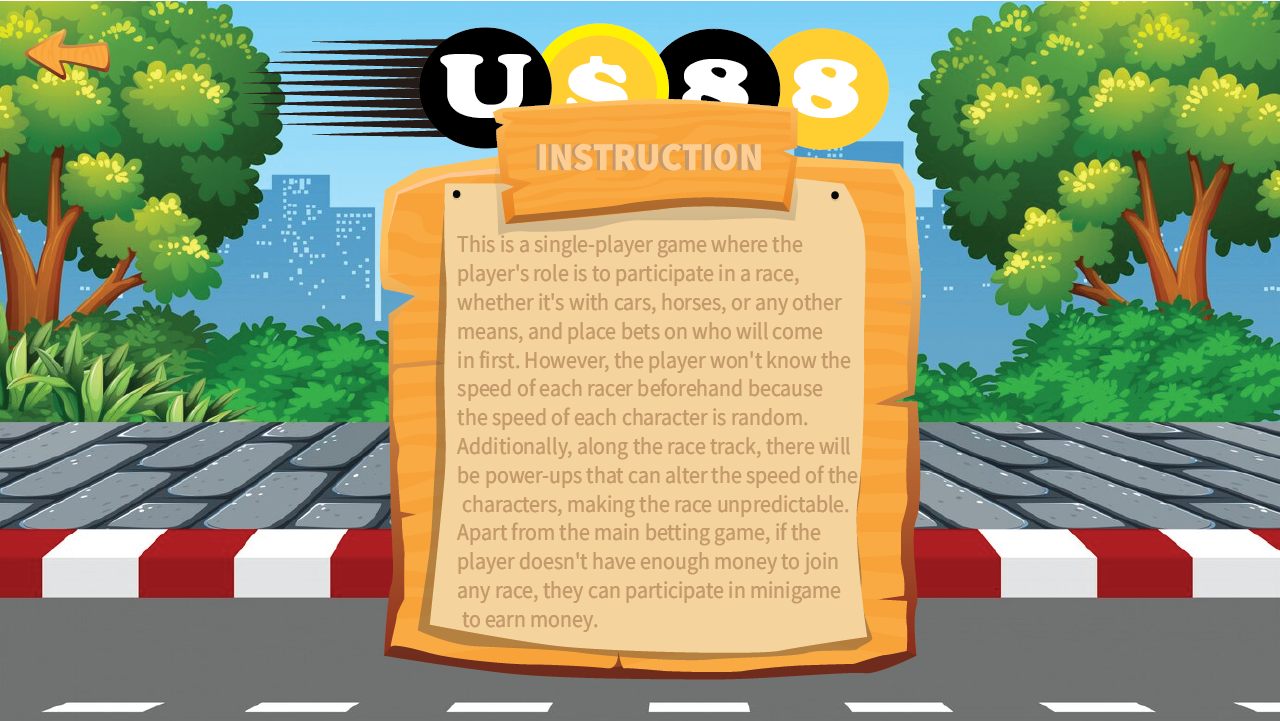 U$88
INSTRUCTION
This is a single-player game where the
player's role is to participate in a race,
whether it's with cars, horses, or any other
means, and place bets on who will come
in first. However, the player won't know the
speed of each racer beforehand because
the speed of each character is random.
Additionally, along the race track, there will
be power-ups that can alter the speed of the
characters, making the race unpredictable.
Apart from the main betting game, if the
player doesn't have enough money to join
any race, they can participate in minigame
to earn money.